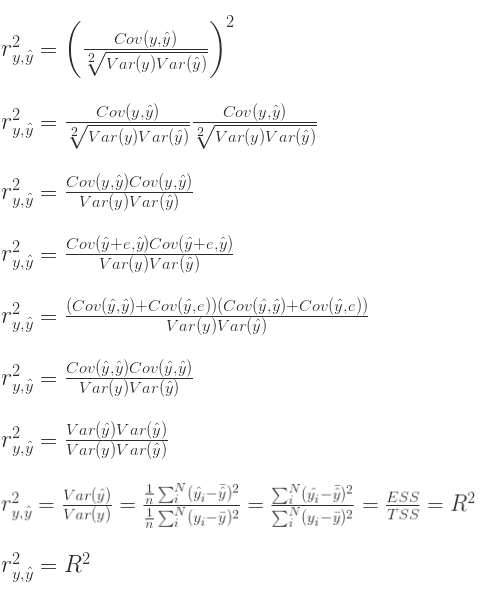 $r^2_{y,\hat{y}} = \left(\frac{Cov(y,\hat{y})}{\sqrt[2]{Var(y)Var(\hat{y})}}\right)^2$
$r^2_{y,\hat{y}} = \frac{Cov(y,\hat{y})}{\sqrt[2]{Var(y)Var(\hat{y})}}\frac{Cov(y,\hat{y})}{\sqrt[2]{Var(y)Var(\hat{y})}}$
$r^2_{y,\hat{y}} = \frac{Cov(y,\hat{y})Cov(y,\hat{y})}{Var(y)Var(\hat{y})}$
$r^2_{y,\hat{y}} = \frac{Cov(\hat{y}+e,\hat{y})Cov(\hat{y}+e,\hat{y})}{Var(y)Var(\hat{y})}$
$r^2_{y,\hat{y}} = \frac{(Cov(\hat{y},\hat{y})+Cov(\hat{y},e))(Cov(\hat{y},\hat{y})+Cov(\hat{y},e))}{Var(y)Var(\hat{y})}$
$r^2_{y,\hat{y}} = \frac{Cov(\hat{y},\hat{y})Cov(\hat{y},\hat{y})}{Var(y)Var(\hat{y})}$
$r^2_{y,\hat{y}} = \frac{Var(\hat{y})Var(\hat{y})}{Var(y)Var(\hat{y})}$
$r^2_{y,\hat{y}} = \frac{Var(\hat{y})}{Var(y)} = \frac{\frac{1}{n}\sum_i^N(\hat{y}_i-\bar{\hat{y}})^2}{\frac{1}{n}\sum_i^N(y_i-\bar{y})^2} = \frac{\sum_i^N(\hat{y}_i-\bar{\hat{y}})^2}{\sum_i^N(y_i-\bar{y})^2} = \frac{ESS}{TSS} = R^2$
$r^2_{y,\hat{y}} = R^2$